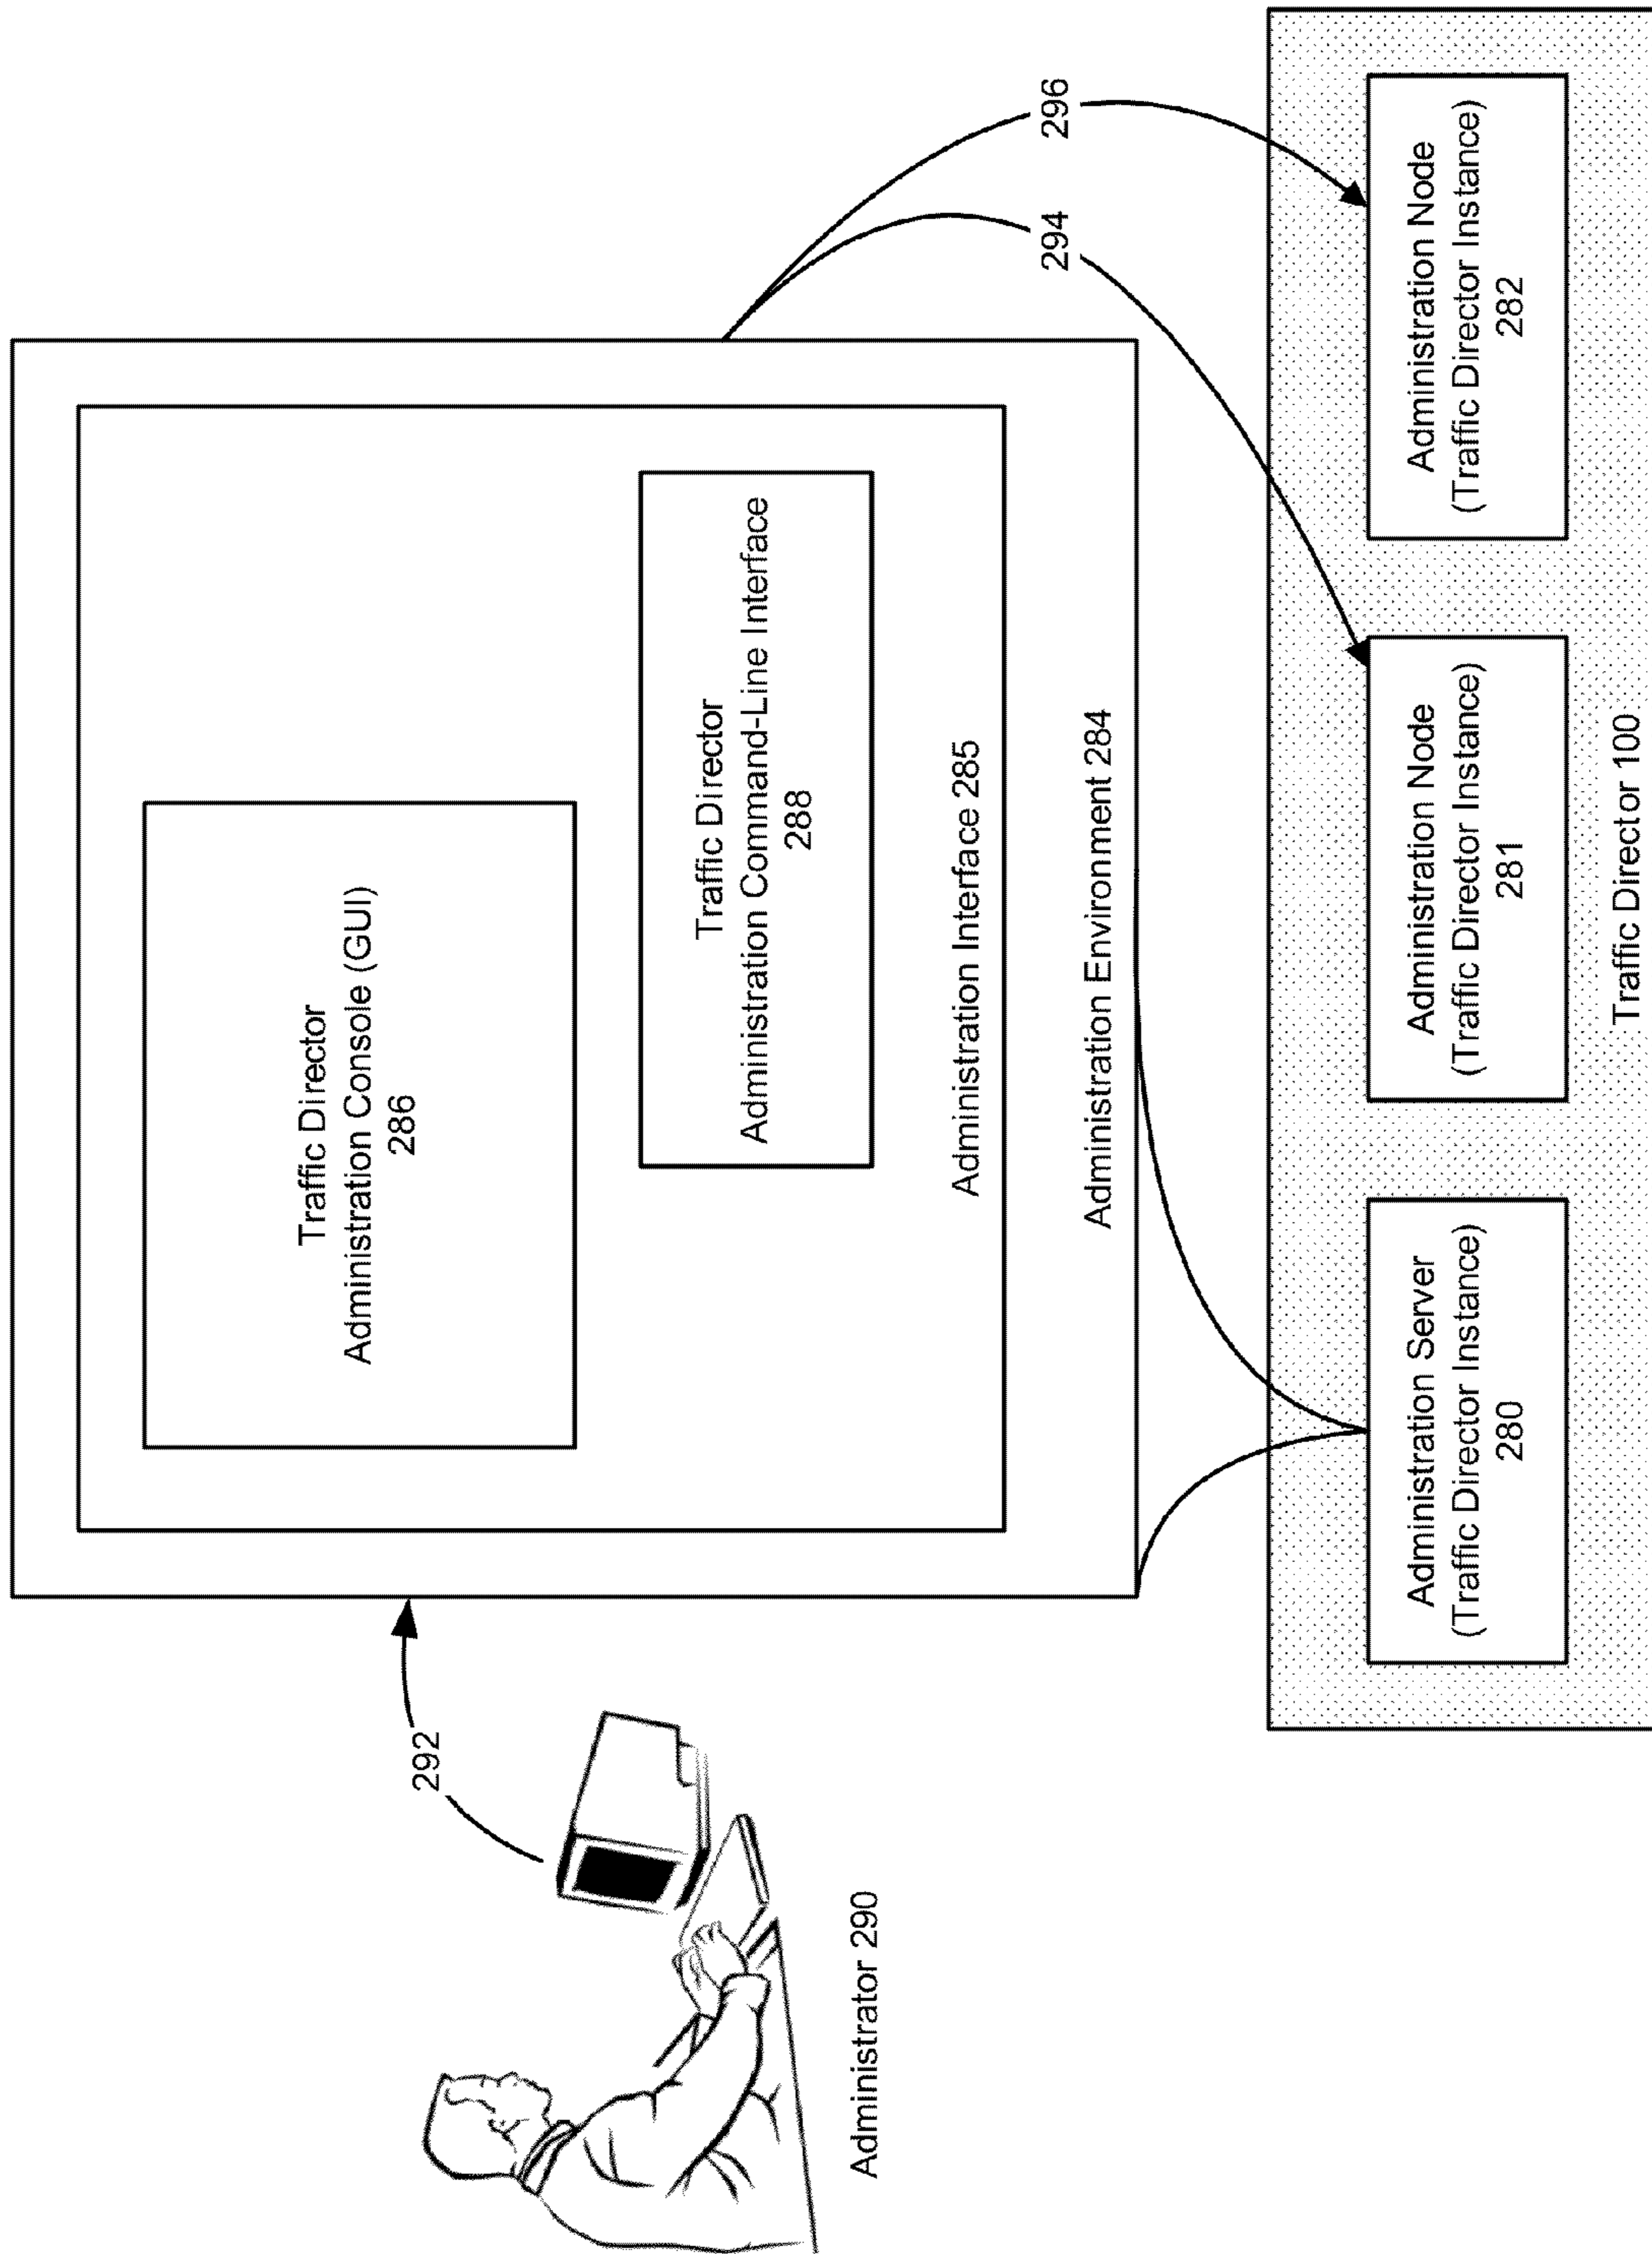 Traffic Director
Administration Console (GUI)
286
Traffic Director
Administration Command-Line Interface
288
Administration Interface 285
Administration Environment 284
292
Administrator 290
294
296
Administration Server
(Traffic Director Instance)
280
Administration Node
(Traffic Director Instance)
281
Administration Node
(Traffic Director Instance)
282
Traffic Director 100